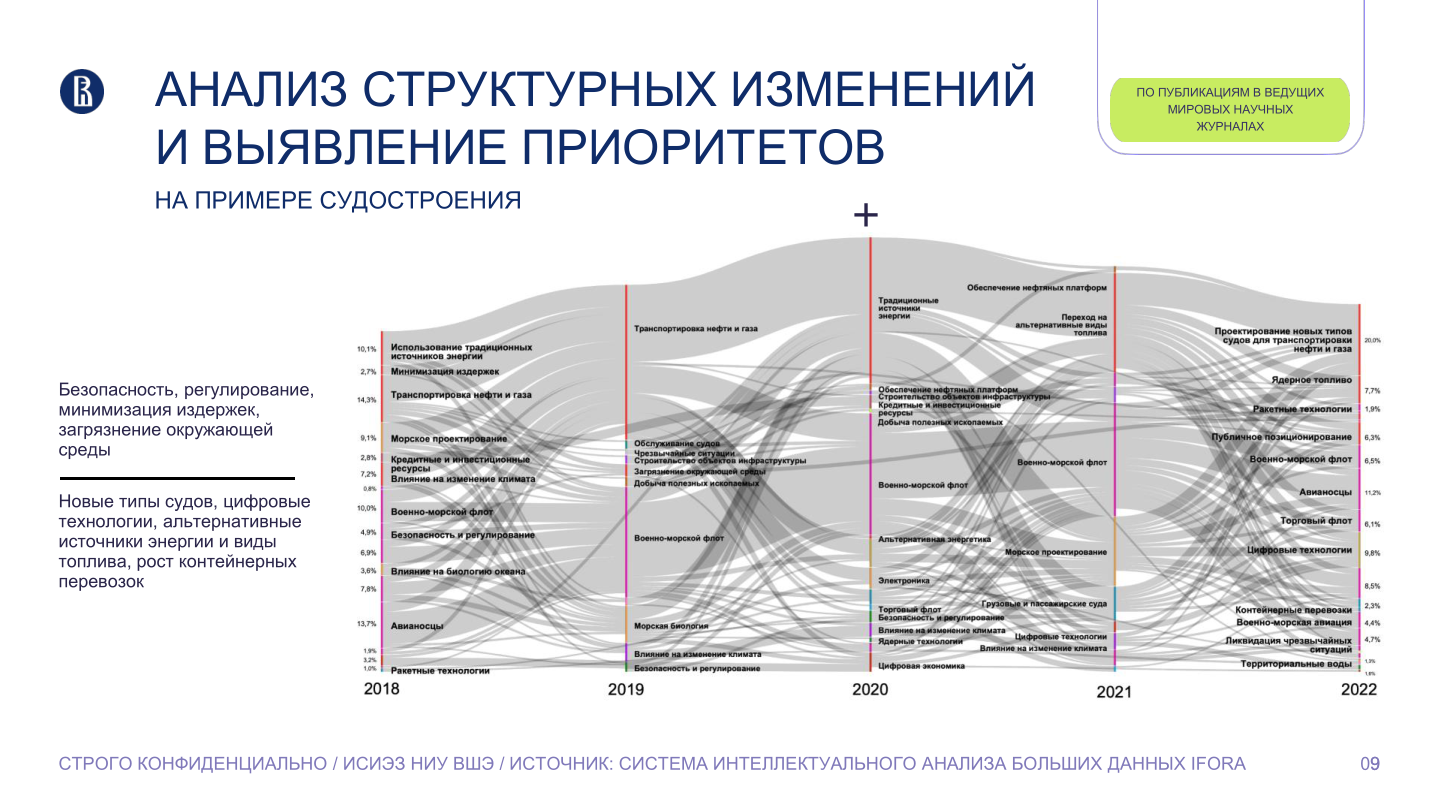 АНАЛИЗ СТРУКТУРНЫХ ИЗМЕНЕНИЙ
И ВЫЯВЛЕНИЕ ПРИОРИТЕТОВ
НА ПРИМЕРЕ СУДОСТРОЕНИЯ
ПО ПУБЛИКАЦИЯМ В ВЕДУЩИХ
МИРОВЫХ НАУЧНЫХ
ЖУРНАЛАХ
+
Безопасность, регулирование,
минимизация издержек,
загрязнение окружающей
среды
Новые типы судов, цифровые
технологии, альтернативные
источники энергии и виды
топлива, рост контейнерных
перевозок
10,1%
2,7%
14,3%
9,1%
2,8%
7,2%
0,8%
10,0%
4,9%
6,9%
3,6%
7,8%
13,7%
1,9%
3,2%
1,0%
Использование традиционных
источников энергии
Минимизация издержек
Транспортировка нефти и газа
Морское проектирование
Кредитные и инвестиционные
ресурсы
Влияние на изменение климата
Военно-морской флот
Безопасность и регулирование
Влияние на биологию океана
Авианосцы
Ракетные технологии
2018
Транспортировка нефти и газа
Обслуживание судов
Чрезвычайные ситуации
Строительство объектов инфраструктуры
Загрязнение окружающей среды
Добыча полезных ископаемых
Военно-морской флот
Морская биология
Влияние на изменение климата
Безопасность и регулирование
2019
Традиционные
источники
энергии
Обеспечение нефтяных платформ
Строительство объектов инфраструктуры
Кредитные и инвестиционные
ресурсы
Добыча полезных ископаемых
Военно-морской флот
Альтернативная энергетика
Электроника
Торговый флот
Безопасность и регулирование
Влияние на изменение климата
Ядерные технологии
Цифровая экономика
2020
Обеспечение нефтяных платформ
Переход на
альтернативные виды
топлива
Военно-морской флот
Морское проектирование
Грузовые и пассажирские суда
Цифровые технологии
Влияние на изменение климата
2021
Проектирование новых типов
судов для транспортировки
нефти и газа
Ядерное топливо
Ракетные технологии
Публичное позиционирование
Военно-морской флот
Авианосцы
Торговый флот
Цифровые технологии
Контейнерные перевозки
Военно-морская авиация
Ликвидация чрезвычайных
ситуаций
Территориальные воды
2022
20,0%
7,7%
1,9%
6,3%
6,5%
11,2%
6,1%
9,8%
8,5%
2,3%
4,4%
4,7%
1,3%
1,8%
СТРОГО КОНФИДЕНЦИАЛЬНО / ИСИЭЗ НИУ ВШЭ / ИСТОЧНИК: СИСТЕМА ИНТЕЛЛЕКТУАЛЬНОГО АНАЛИЗА БОЛЬШИХ ДАННЫХ IFORA
09